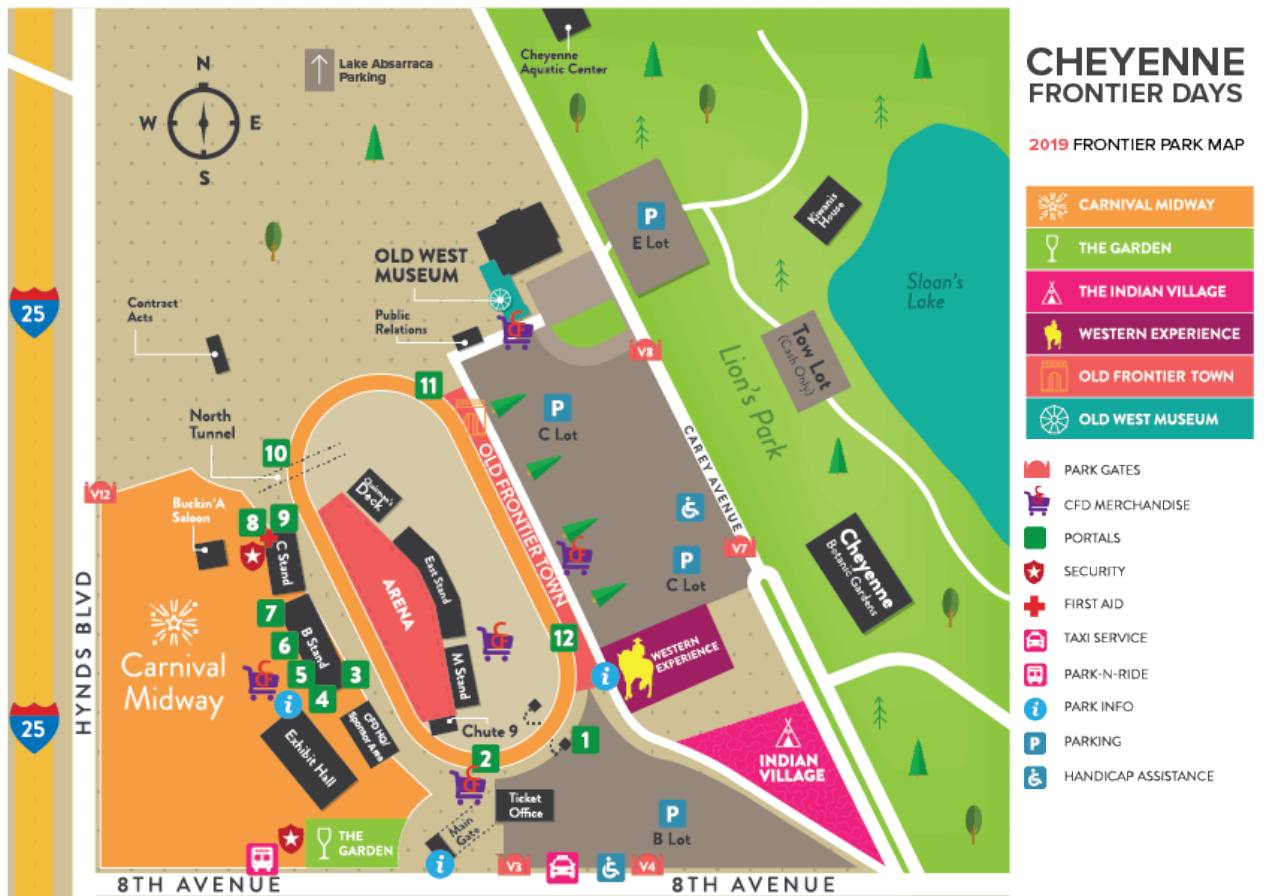 CHEYENNE
FRONTIER DAYS
2019 FRONTIER PARK MAP
CARNIVAL MIDWAY
THE GARDEN
THE INDIAN VILLAGE
WESTERN EXPERIENCE
OLD FRONTIER TOWN
OLD WEST MUSEUM
PARK GATES
CFD MERCHANDISE
PORTALS
SECURITY
FIRST AID
TAXI SERVICE
PARK-N-RIDE
PARK INFO
PARKING
HANDICAP ASSISTANCE
N
W
E
S
Lake Absarraca
Parking
Cheyenne
Aquatic Center
P
E Lot
Kiwanis
House
Sloan's
Lake
OLD WEST
MUSEUM
25
Contract
Acts
Public
Relations
CF
V8
Tow Lot
(Cash Only)
Lion's Park
11
P
C Lot
North
Tunnel
10
OLD FRONTIER TOWN
CAREY AVENUE
V12
Chairman's
Deck
Buckin'A
Saloon
8
9
C Stand
East Stand
CF
P
C Lot
V7
Cheyenne
Botanic Gardens
HYNDS BLVD
ARENA
7
B Stand
6
Carnival
Midway
CF
5
3
4
i
CF
M Stand
12
i
WESTERN
EXPERIENCE
25
CFD HQ/
Sponsor Area
Exhibit Hall
Chute 9
1
2
INDIAN
VILLAGE
CF
Ticket
Office
Main
Gate
P
B Lot
THE
GARDEN
i
V3
V4
8TH AVENUE
8TH AVENUE